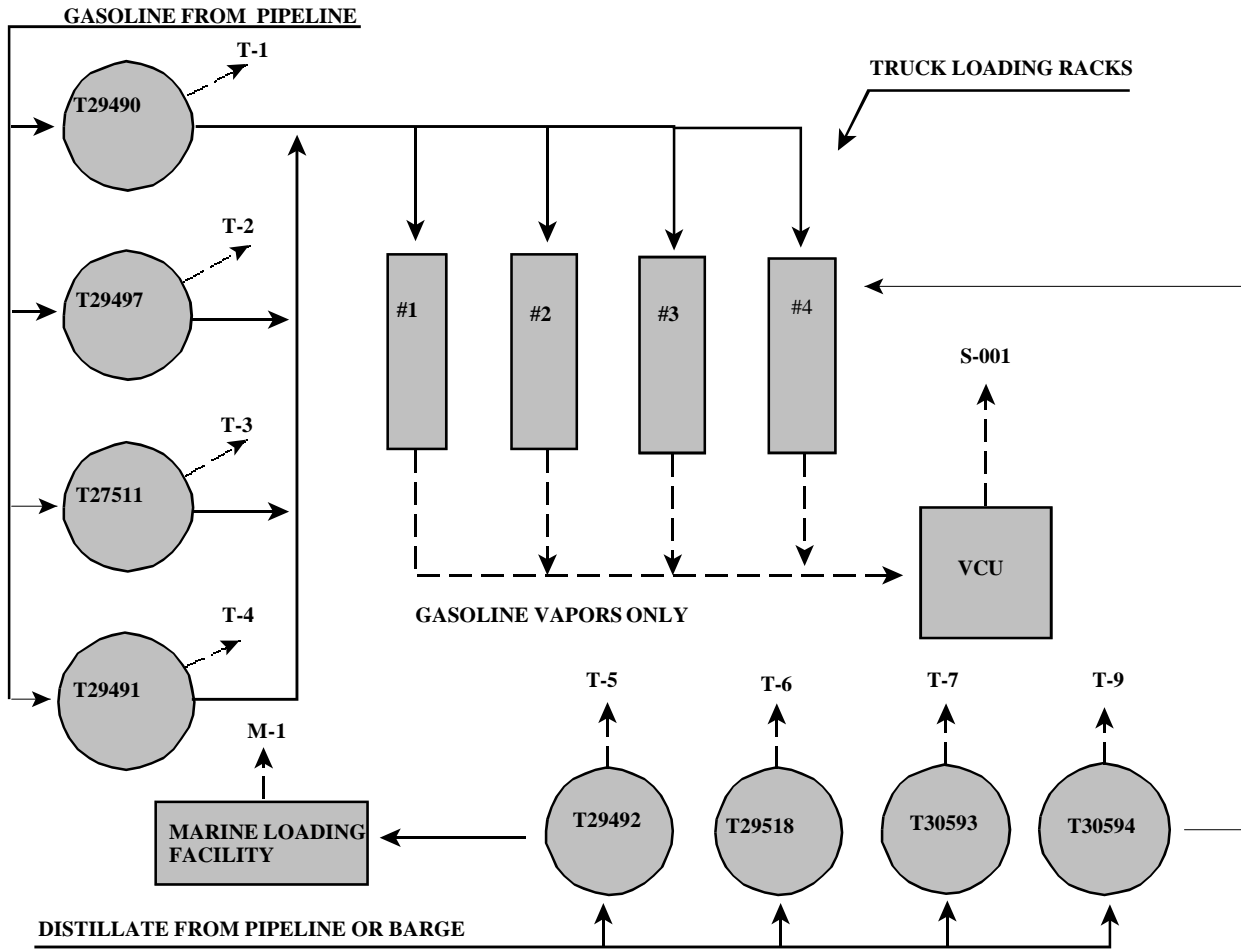 GASOLINE FROM PIPELINE
T-1
TRUCK LOADING RACKS
T29490
T-2
T29497
#1
#2
#3
#4
S-001
T-3
T27511
VCU
GASOLINE VAPORS ONLY
T-4
T29491
T-5
T-6
T-7
T-9
M-1
MARINE LOADING
FACILITY
T29492
T29518
T30593
T30594
DISTILLATE FROM PIPELINE OR BARGE